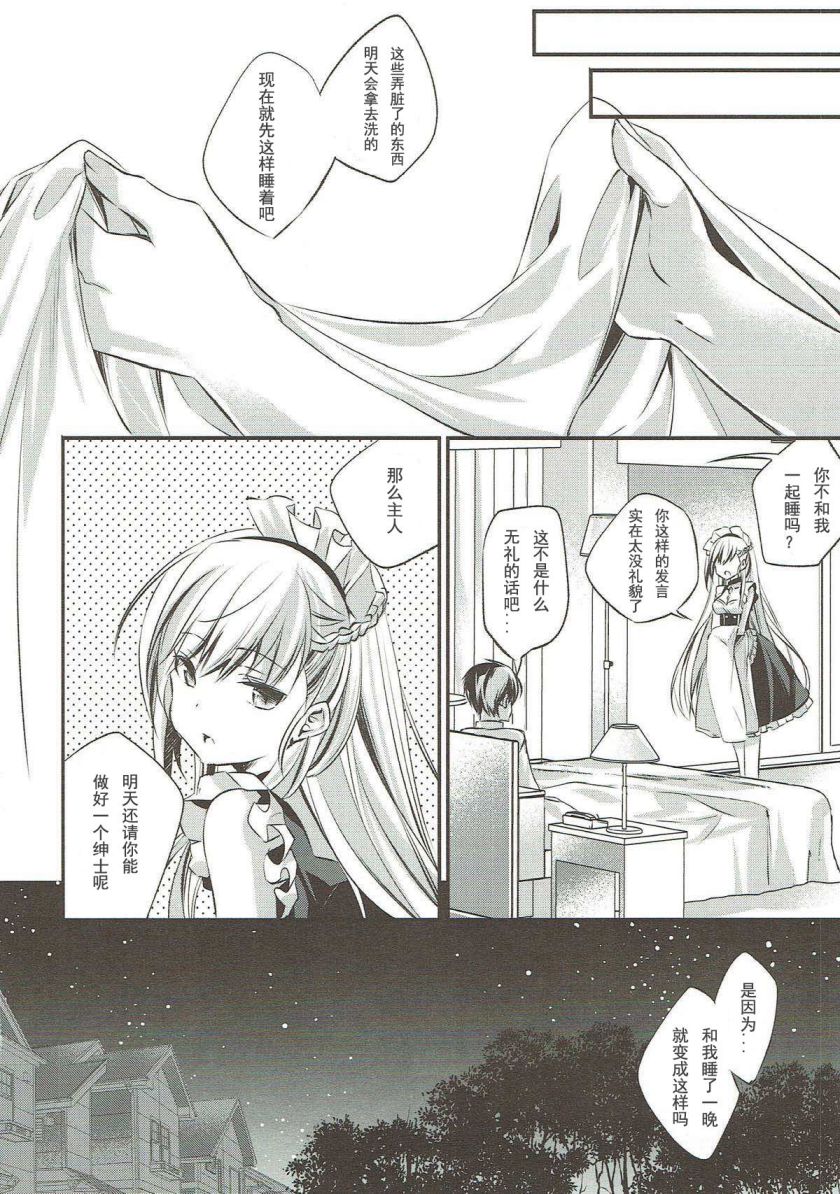 这些弄脏了的东西
明天会拿去洗的
现在就先这样睡着吧
你不和我
一起睡吗？
你这样的发言
实在太没礼貌了
这不是什么
无礼的话吧...
那么主人
明天还请你能
做好一个绅士呢
是因为...
和我睡了一晚
就变成这样吗